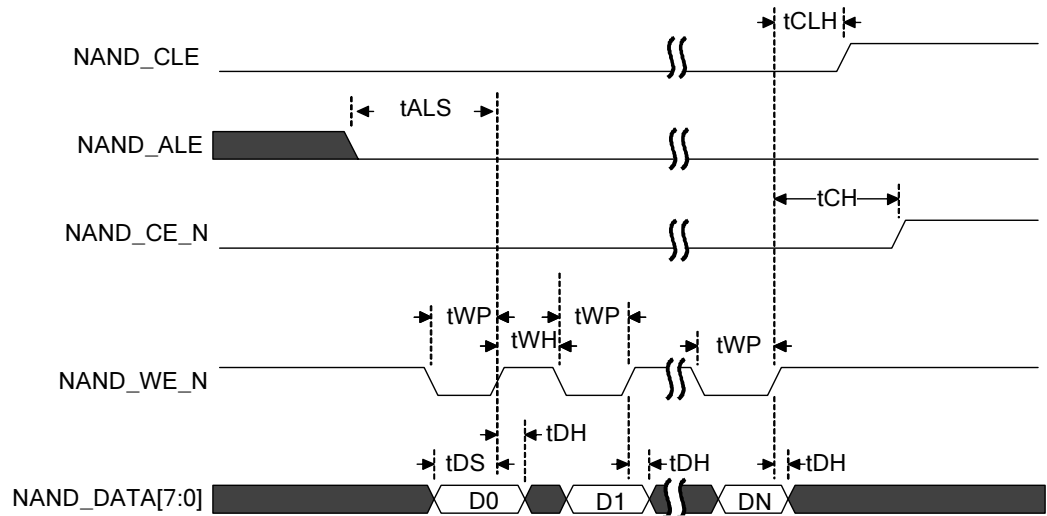 tCLH
NAND_CLE
tALS
NAND_ALE
tCH
NAND_CE_N
tWP
tWP
tWH
tWP
NAND_WE_N
tDH
tDS
tDH
tDH
NAND_DATA[7:0]
D0
D1
DN